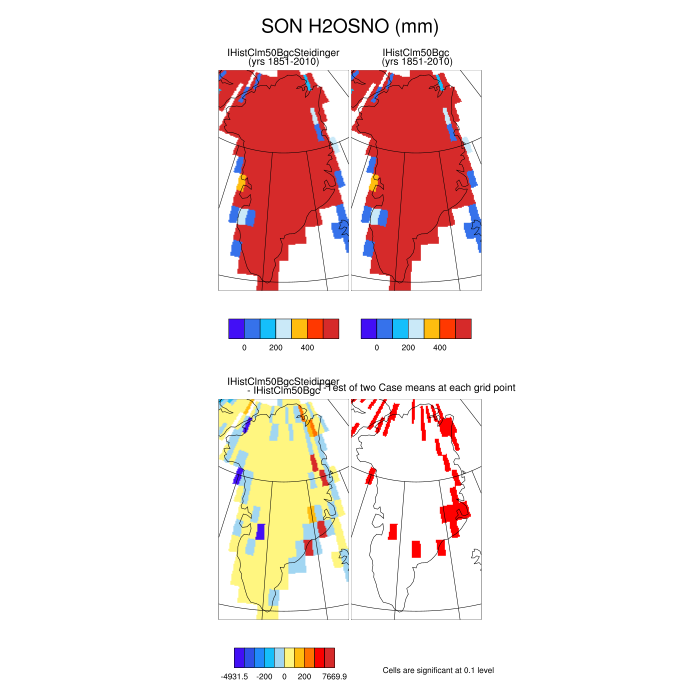 SON H2OSNO (mm)
IHistClm50BgcSteidinger
(yrs 1851-2010)
IHistClm50Bgc
(yrs 1851-2010)
0 200 400
0 200 400
IHistClm50BgcSteidinger
- IHistClm50Bgc
T-Test of two Case means at each grid point
-4931.5 -200 0 200 7669.9
Cells are significant at 0.1 level